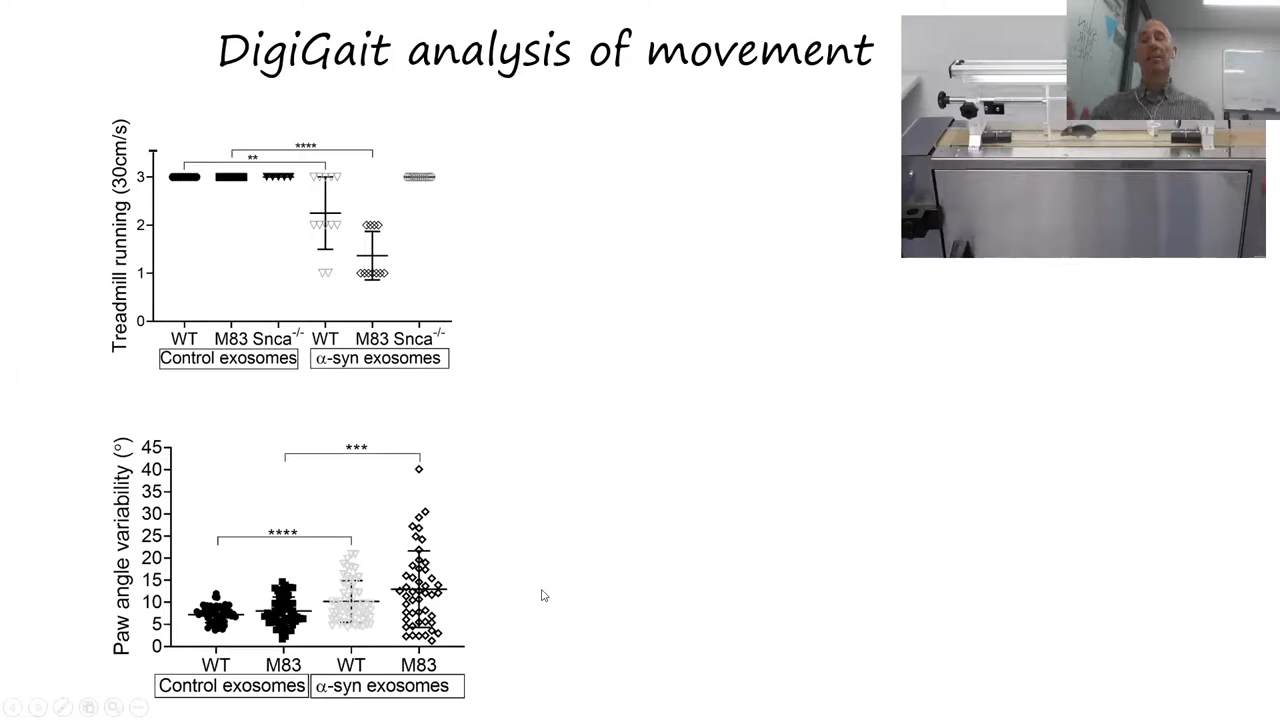 DigiGait analysis of movement
Treadmill running (30cm/s)
****
**
3
2
1
0
WT M83 Snca-/- WT M83 Snca-/-
Control exosomes α-syn exosomes
Paw angle variability (°)
45
40
35
30
25
20
15
10
5
0
***
****
WT M83 WT M83
Control exosomes α-syn exosomes